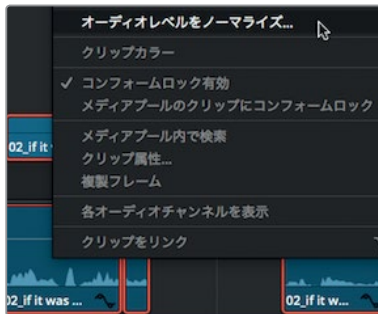 オーディオレベルをノーマライズ...
クリップカラー
コンフォームロック有効
メディアプールのクリップにコンフォームロック
メディアプール内で検索
クリップ属性...
複製フレーム
各オーディオチャンネルを表示
クリップをリンク
02_if it
02_if it was ...
02_if it w...